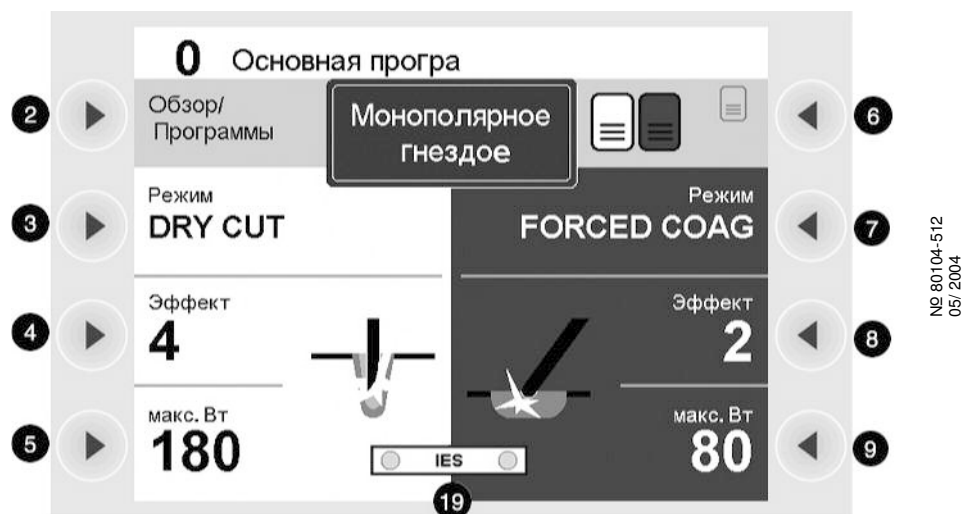 0 Основная програ
2
Обзор/
Программы
Монополярное
гнездое
6
3
Режим
DRY CUT
Режим
FORCED COAG
7
4
Эффект
4
Эффект
2
8
5
макс. Вт
180
IES
макс. Вт
80
9
19
№ 80104-512
05/ 2004